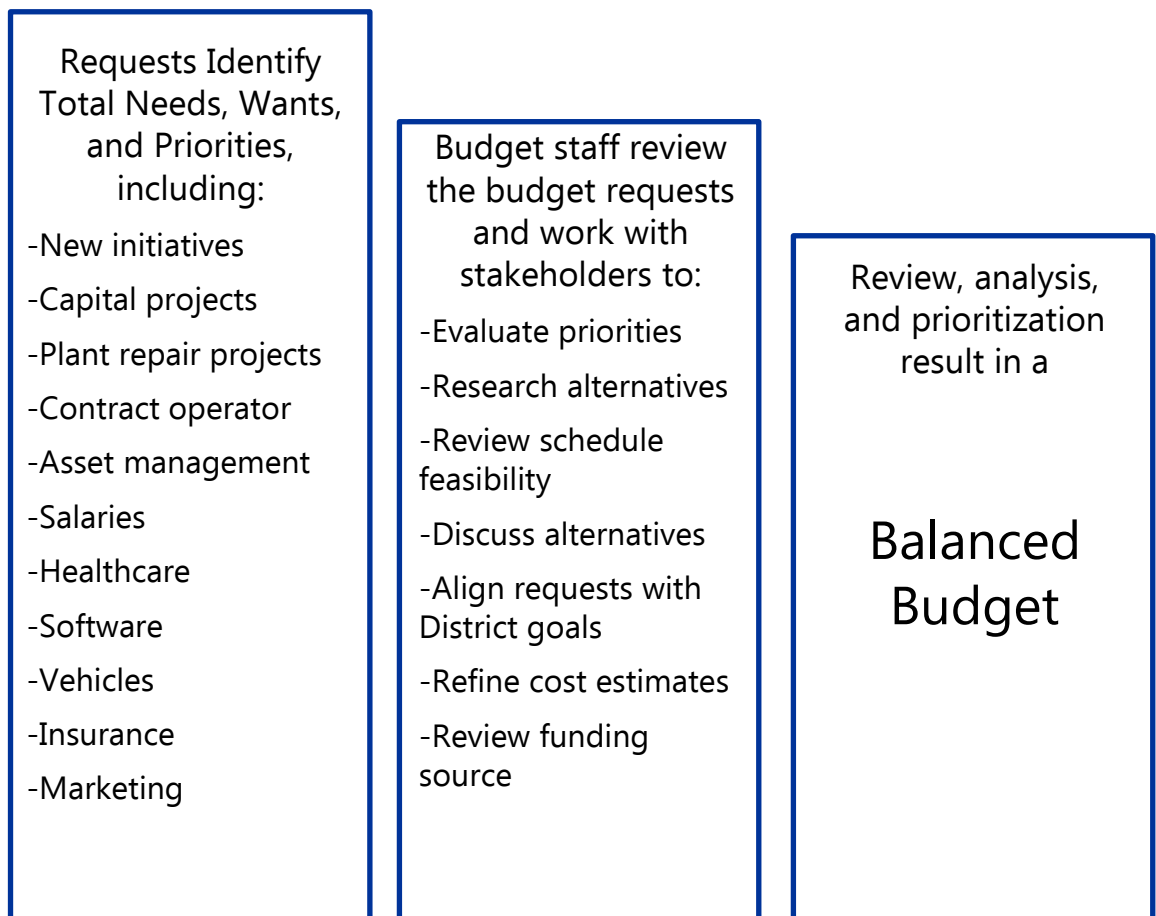 Requests Identify
Total Needs, Wants,
and Priorities,
including:
-New initiatives
-Capital projects
-Plant repair projects
-Contract operator
-Asset management
-Salaries
-Healthcare
-Software
-Vehicles
-Insurance
-Marketing
Budget staff review
the budget requests
and work with
stakeholders to:
-Evaluate priorities
-Research alternatives
-Review schedule
feasibility
-Discuss alternatives
-Align requests with
District goals
-Refine cost estimates
-Review funding
source
Review, analysis,
and prioritization
result in a
Balanced
Budget